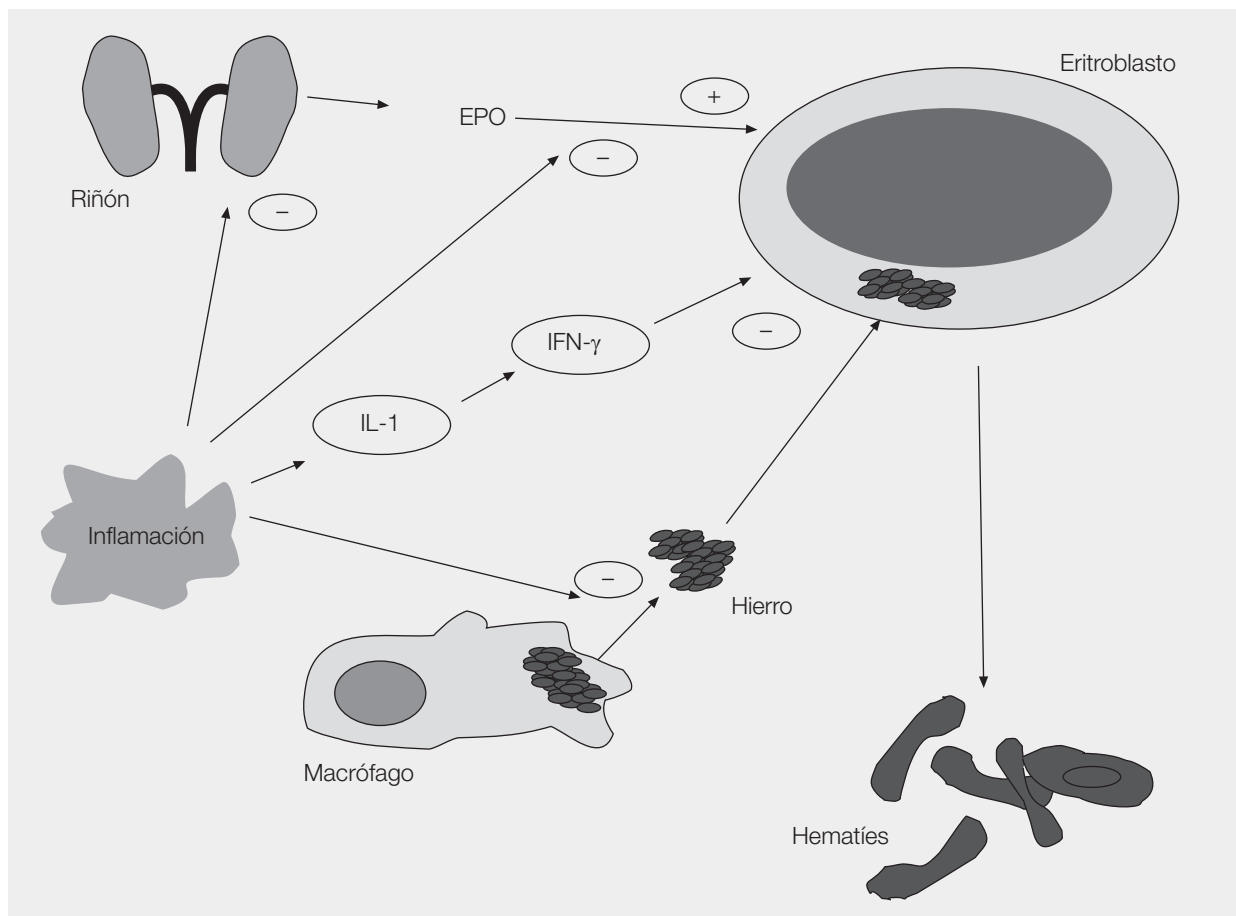 Eritroblasto
+
EPO
−
Riñón
−
IFN-γ
−
IL-1
Inflamación
−
Hierro
Macrófago
Hematíes